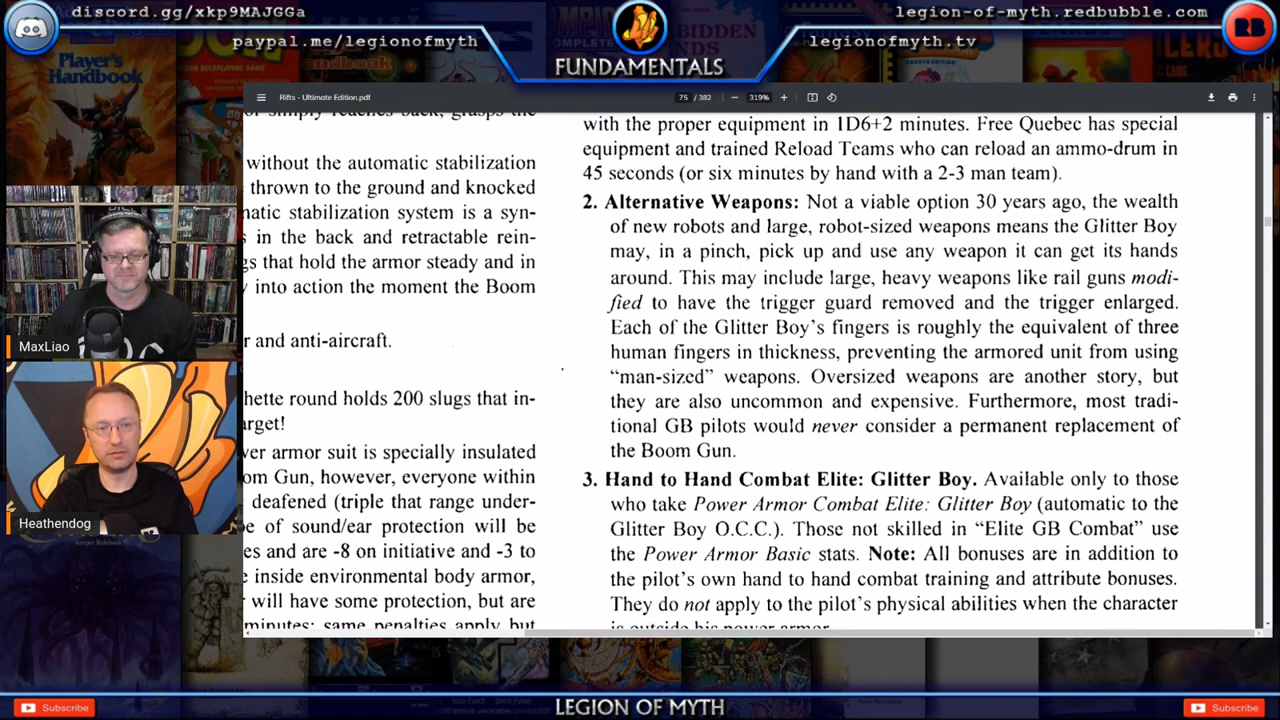 discord.gg/xkp9MAJGGa
paypal.me/legionofmyth
FUNDAMENTALS
legion-of-myth.redbubble.com
legionofmyth.tv
RB
Player's
Handbook
Rifts - Ultimate Edition.pdf
75 / 382
319%
without the automatic stabilization
thrown to the ground and knocked
matic stabilization system is a syn-
in the back and retractable rein-
gs that hold the armor steady and in
into action the moment the Boom
r and anti-aircraft.
hette round holds 200 slugs that in-
arget!
ver armor suit is specially insulated
om Gun, however, everyone within
deafened (triple that range under-
e of sound/ear protection will be
es and are -8 on initiative and -3 to
inside environmental body armor,
will have some protection, but are
minutes; same penalties apply but
with the proper equipment in 1D6+2 minutes. Free Quebec has special
equipment and trained Reload Teams who can reload an ammo-drum in
45 seconds (or six minutes by hand with a 2-3 man team).
2. Alternative Weapons: Not a viable option 30 years ago, the wealth
of new robots and large, robot-sized weapons means the Glitter Boy
may, in a pinch, pick up and use any weapon it can get its hands
around. This may include large, heavy weapons like rail guns modi-
fied to have the trigger guard removed and the trigger enlarged.
Each of the Glitter Boy's fingers is roughly the equivalent of three
human fingers in thickness, preventing the armored unit from using
“man-sized” weapons. Oversized weapons are another story, but
they are also uncommon and expensive. Furthermore, most tradi-
tional GB pilots would never consider a permanent replacement of
the Boom Gun.
3. Hand to Hand Combat Elite: Glitter Boy. Available only to those
who take Power Armor Combat Elite: Glitter Boy (automatic to the
Glitter Boy O.C.C.). Those not skilled in “Elite GB Combat” use
the Power Armor Basic stats. Note: All bonuses are in addition to
the pilot's own hand to hand combat training and attribute bonuses.
They do not apply to the pilot's physical abilities when the character
is outside his power armor.
MaxLiao
Heathendog
Subscribe
LEGION OF MYTH
Subscribe